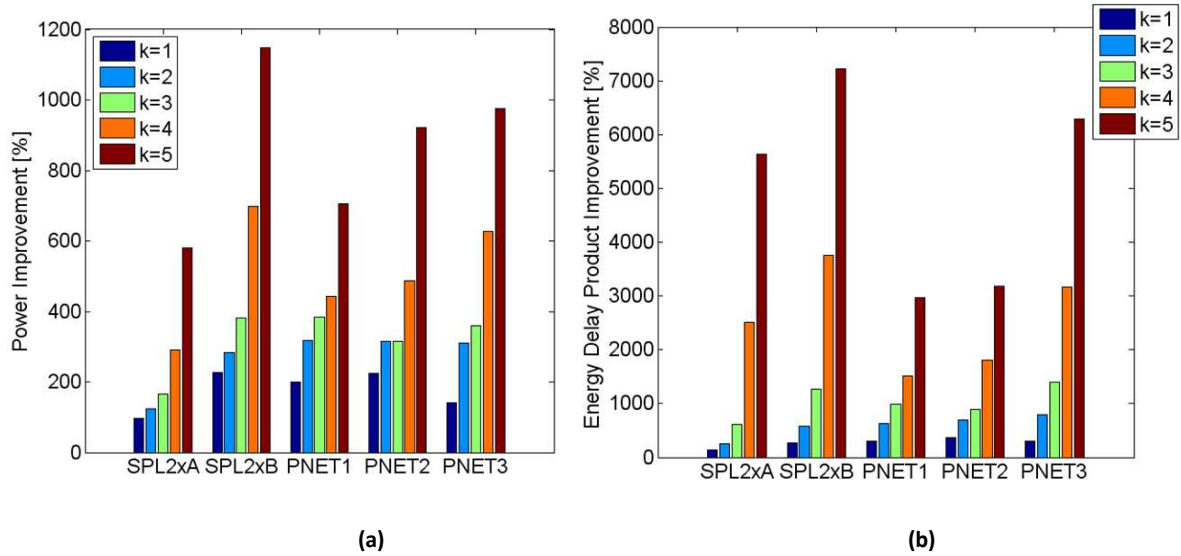 1200
1000
800
600
400
200
0
Power Improvement [%]
k=1
k=2
k=3
k=4
k=5
SPL2xA SPL2xB PNET1 PNET2 PNET3
(a)
8000
7000
6000
5000
4000
3000
2000
1000
0
Energy Delay Product Improvement [%]
k=1
k=2
k=3
k=4
k=5
SPL2xA SPL2xB PNET1 PNET2 PNET3
(b)